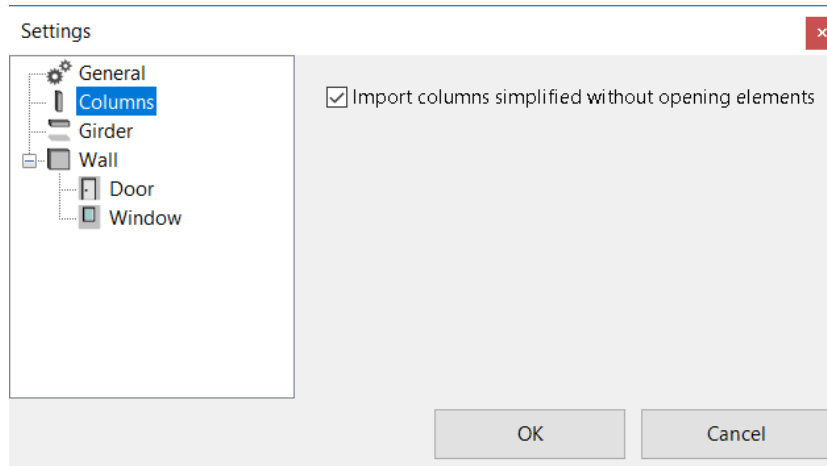 Settings
General
Columns
Girder
Wall
Door
Window
Import columns simplified without opening elements
OK
Cancel